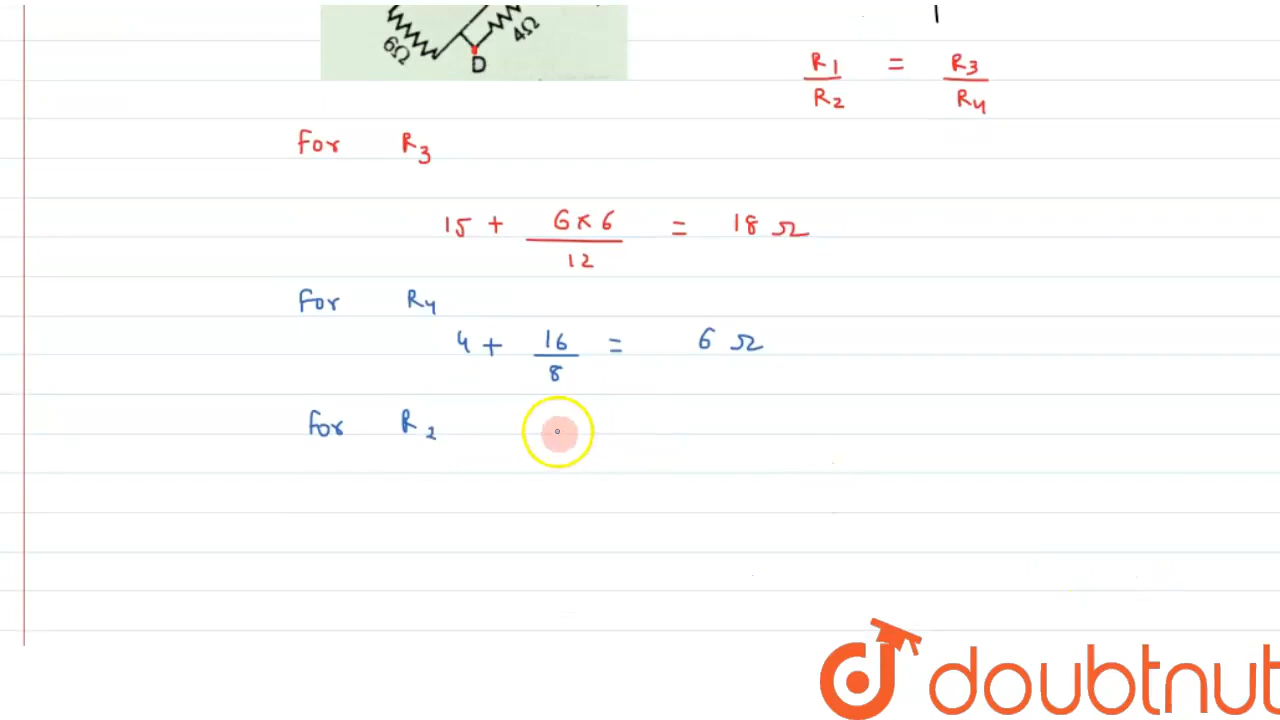 6Ω
4Ω
D
R1 = R3
R2 R4
For R3
15 + 6×6 = 18 Ω
12
For R4
4 + 16 = 6 Ω
8
For R2
doubtnut